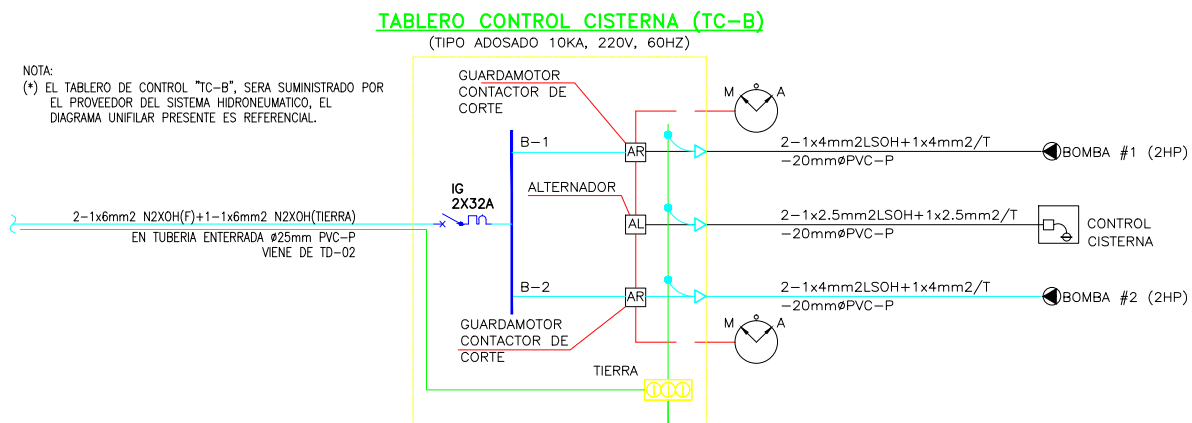 TABLERO CONTROL CISTERNA (TC-B)
(TIPO ADOSADO 10KA, 220V, 60HZ)
NOTA:
(*) EL TABLERO DE CONTROL "TC-B", SERA SUMINISTRADO POR
EL PROVEEDOR DEL SISTEMA HIDRONEUMATICO, EL
DIAGRAMA UNIFILAR PRESENTE ES REFERENCIAL.
GUARDAMOTOR
CONTACTOR DE
CORTE
M O A
B-1
AR
2-1x4mm2LSOH+1x4mm2/T
-20mmøPVC-P
BOMBA #1 (2HP)
IG
2X32A
ALTERNADOR
AL
2-1x2.5mm2LSOH+1x2.5mm2/T
-20mmøPVC-P
CONTROL
CISTERNA
2-1x6mm2 N2XOH(F)+1-1x6mm2 N2XOH(TIERRA)
EN TUBERIA ENTERRADA ø25mm PVC-P
VIENE DE TD-02
B-2
AR
2-1x4mm2LSOH+1x4mm2/T
-20mmøPVC-P
BOMBA #2 (2HP)
GUARDAMOTOR
CONTACTOR DE
CORTE
M O A
TIERRA